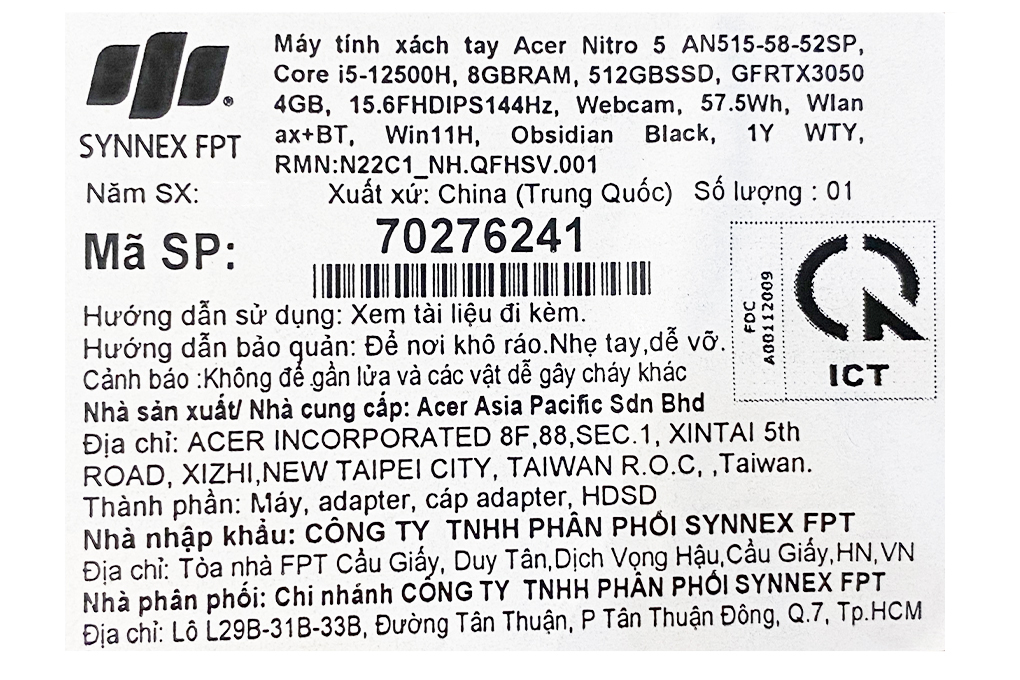 SYNNEX FPT
Máy tính xách tay Acer Nitro 5 AN515-58-52SP,
Core i5-12500H, 8GBRAM, 512GBSSD, GFRTX3050
4GB, 15.6FHDIPS144Hz, Webcam, 57.5Wh, Wlan
ax+BT, Win11H, Obsidian Black, 1Y WTY,
RMN:N22C1_NH.QFHSV.001
Năm SX: Xuất xứ: China (Trung Quốc) Số lượng : 01
Mã SP: 70276241
FDC
A00112009
ICT
Hướng dẫn sử dụng: Xem tài liệu đi kèm.
Hướng dẫn bảo quản: Để nơi khô ráo.Nhẹ tay,dễ vỡ.
Cảnh báo :Không để gần lửa và các vật dễ gây cháy khác
Nhà sản xuất/ Nhà cung cấp: Acer Asia Pacific Sdn Bhd
Địa chỉ: ACER INCORPORATED 8F,88,SEC.1, XINTAI 5th
ROAD, XIZHI,NEW TAIPEI CITY, TAIWAN R.O.C, ,Taiwan.
Thành phần: Máy, adapter, cáp adapter, HDSD
Nhà nhập khẩu: CÔNG TY TNHH PHÂN PHỐI SYNNEX FPT
Địa chỉ: Tòa nhà FPT Cầu Giấy, Duy Tân,Dịch Vọng Hậu,Cầu Giấy,HN,VN
Nhà phân phối: Chi nhánh CÔNG TY TNHH PHÂN PHỐI SYNNEX FPT
Địa chỉ: Lô L29B-31B-33B, Đường Tân Thuận, P Tân Thuận Đông, Q.7, Tp.HCM